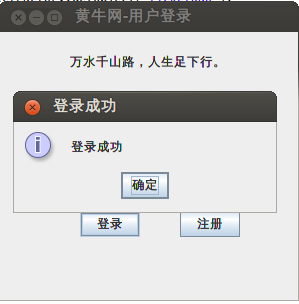 黄牛网-用户登录
万水千山路，人生足下行。
登录成功
登录成功
确定
登录
注册